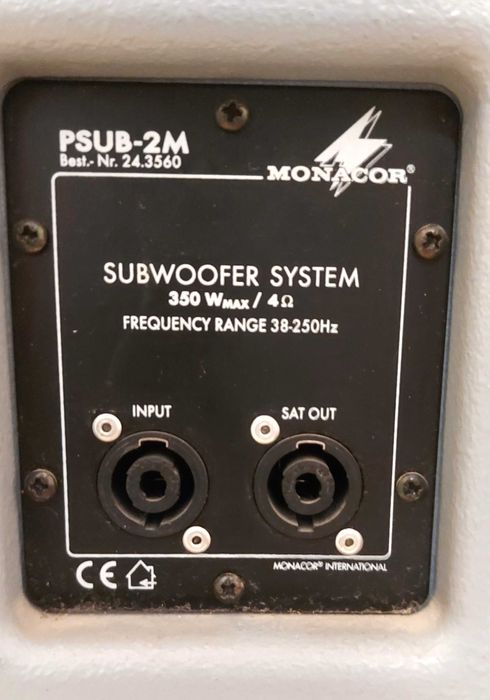 PSUB-2M
Best.- Nr. 24.3560
MONACOR®
SUBWOOFER SYSTEM
350 WMAX / 4Ω
FREQUENCY RANGE 38-250Hz
INPUT
SAT OUT
CE
MONACOR® INTERNATIONAL